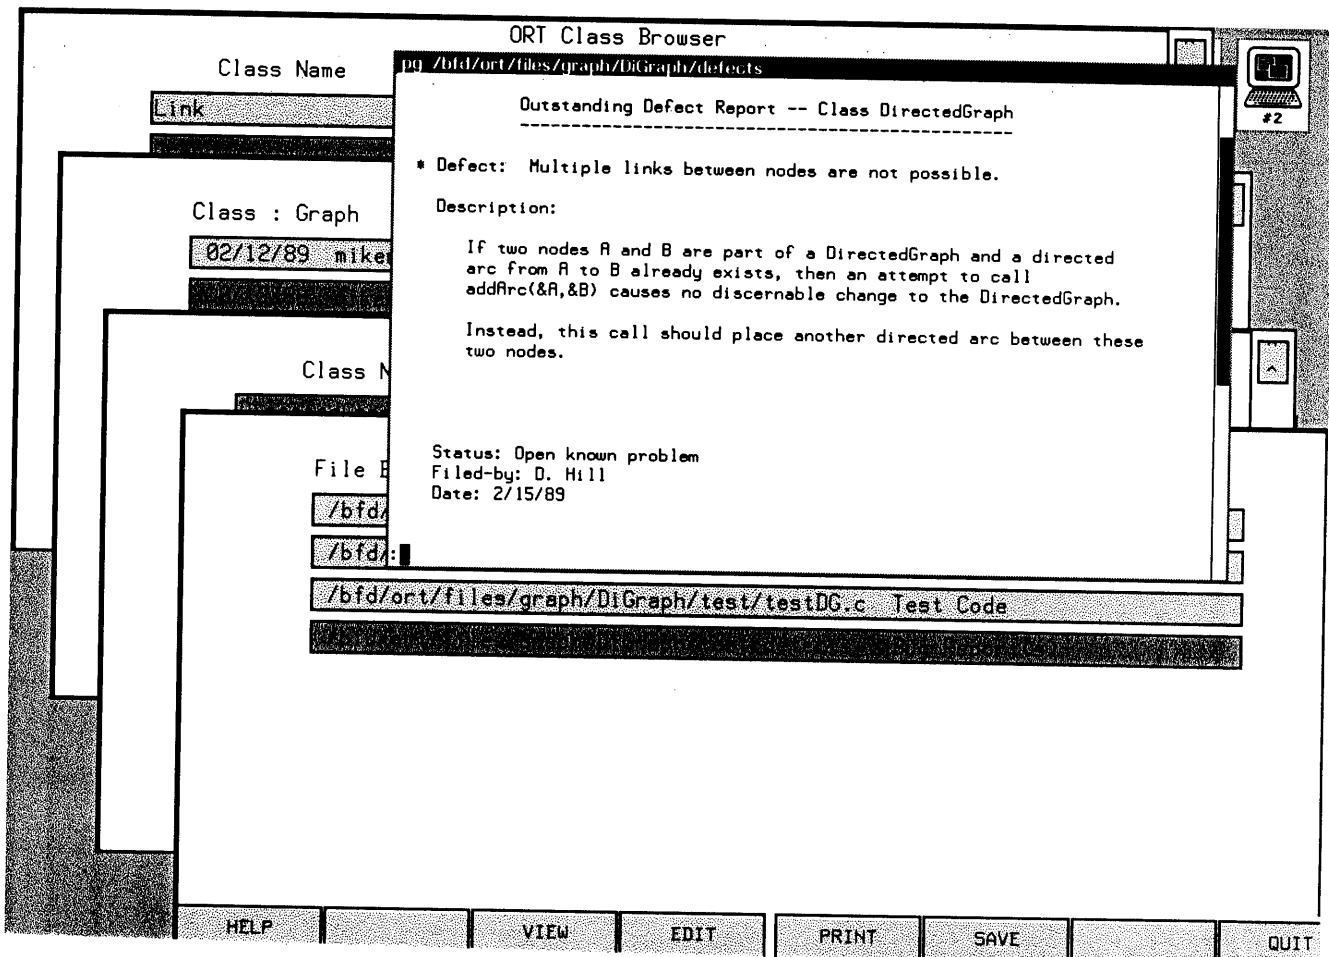 ORT Class Browser
Class Name
Link
#2
pg /bfd/ort/files/graph/DiGraph/defects
Outstanding Defect Report -- Class DirectedGraph
------------------------------------------------
* Defect: Multiple links between nodes are not possible.
Description:
If two nodes A and B are part of a DirectedGraph and a directed
arc from A to B already exists, then an attempt to call
addArc(&A,&B) causes no discernable change to the DirectedGraph.
Instead, this call should place another directed arc between these
two nodes.
Status: Open known problem
Filed-by: D. Hill
Date: 2/15/89
:
Class : Graph
02/12/89 mike
Class N
File
/bfd/
/bfd/
/bfd/ort/files/graph/DiGraph/test/testDG.c Test Code
HELP
VIEW
EDIT
PRINT
SAVE
QUIT